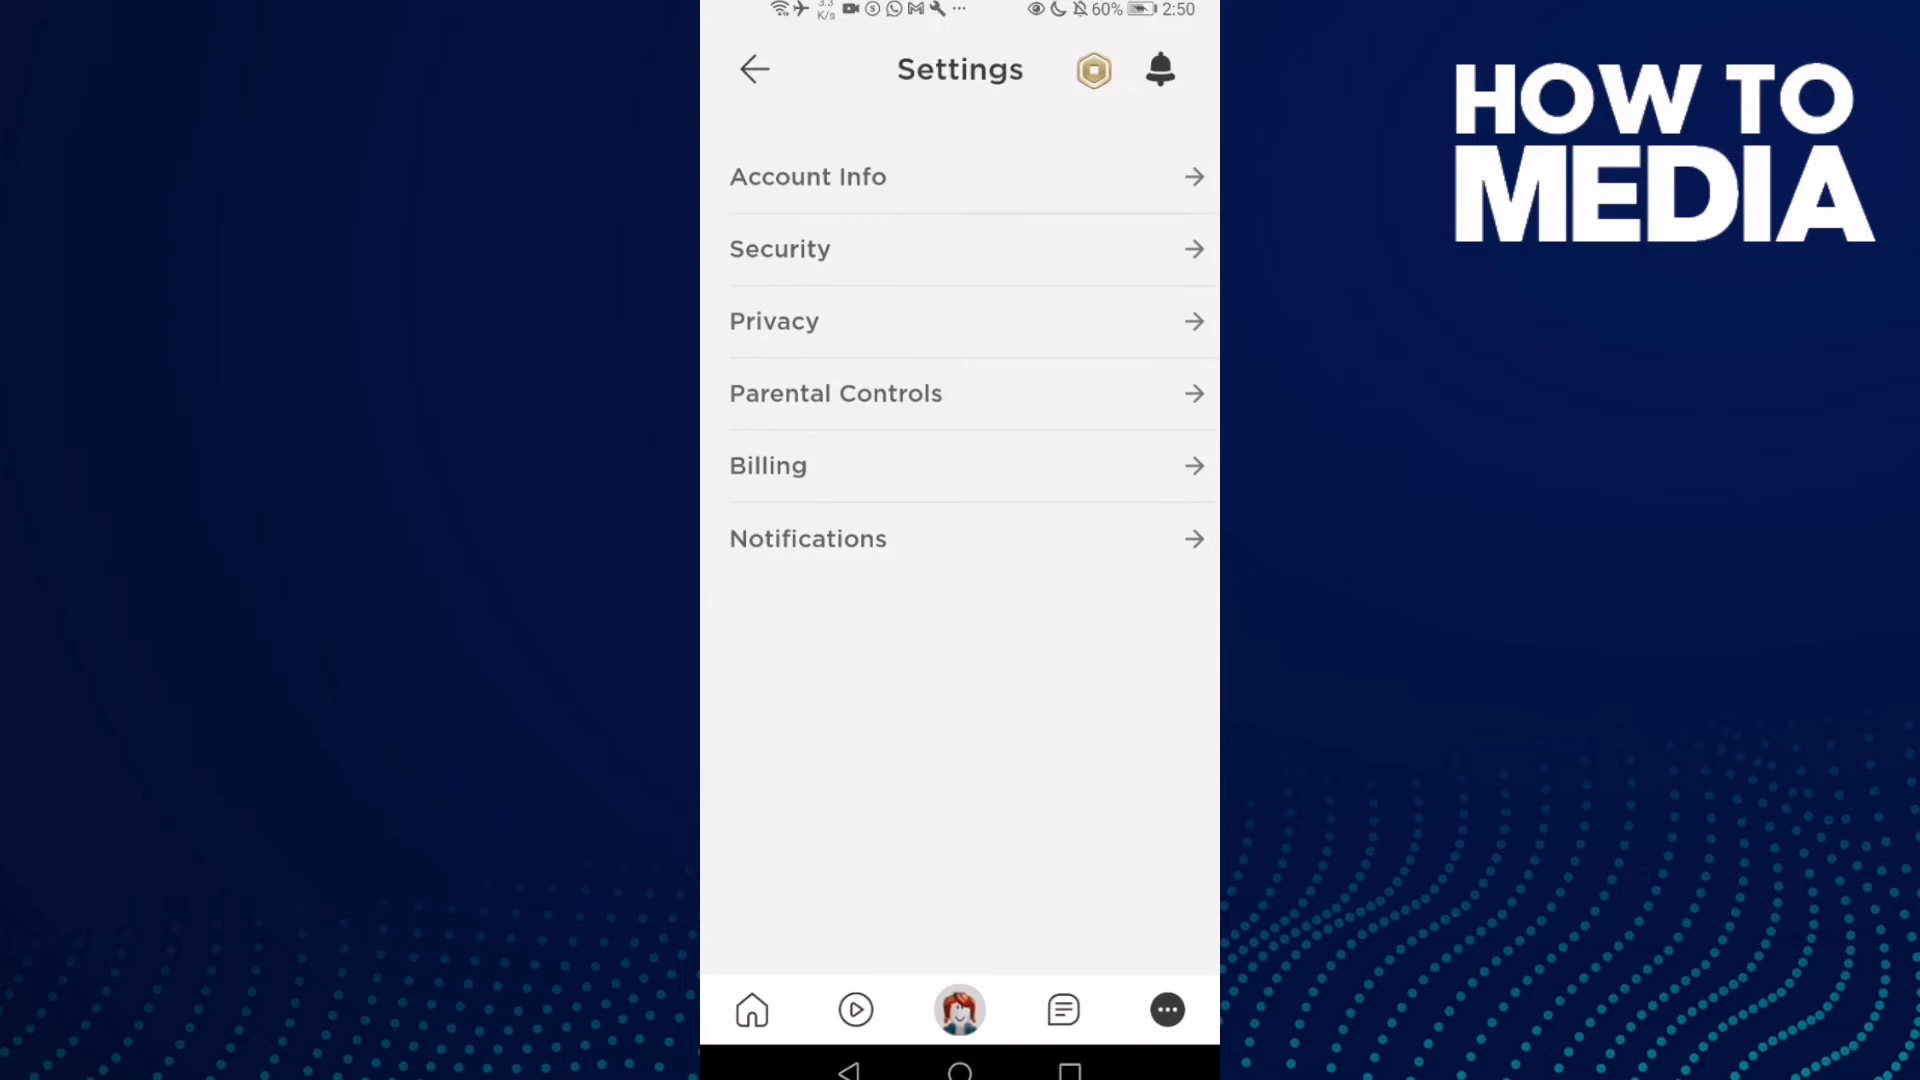 3.3
K/s
60%
2:50
Settings
Account Info
Security
Privacy
Parental Controls
Billing
Notifications
HOW TO
MEDIA